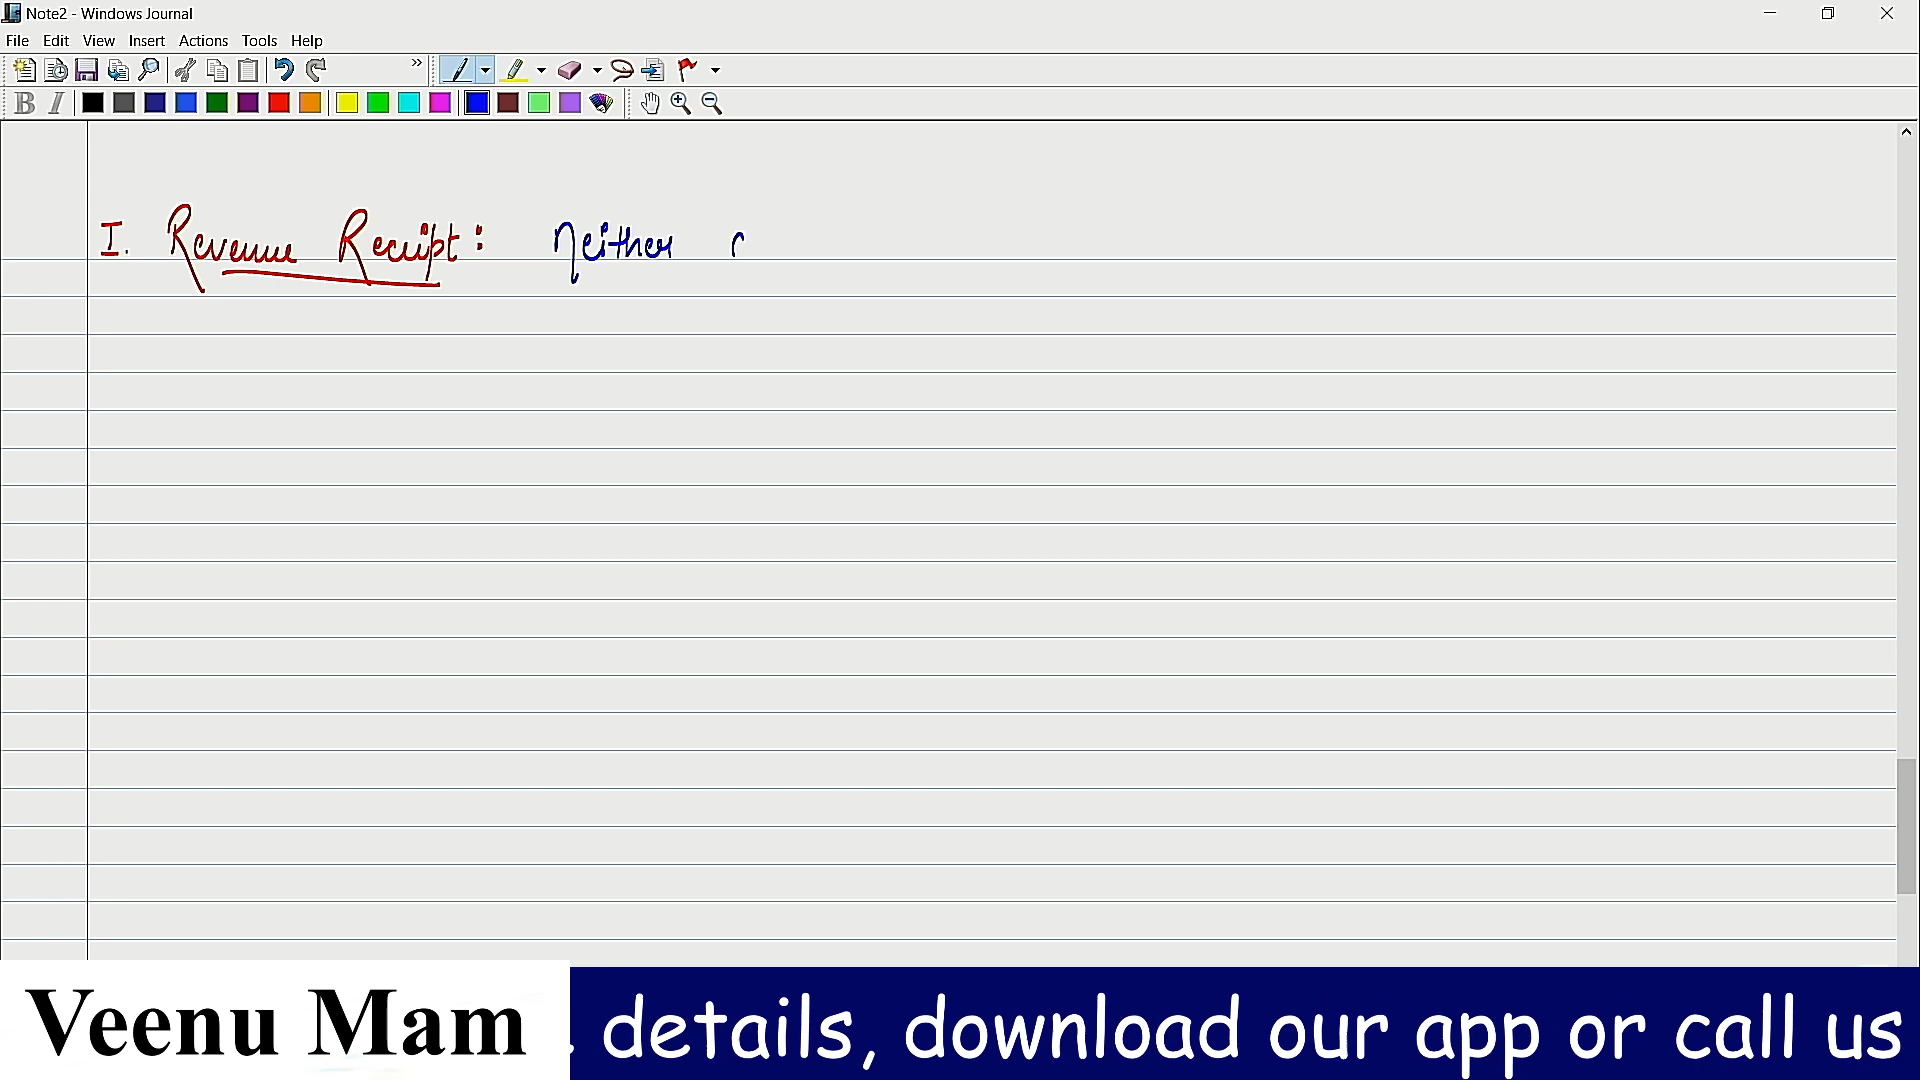 Note2 - Windows Journal
File Edit View Insert Actions Tools Help
B I
I. Revenue Receipt: Neither
Veenu Mam details, download our app or call us